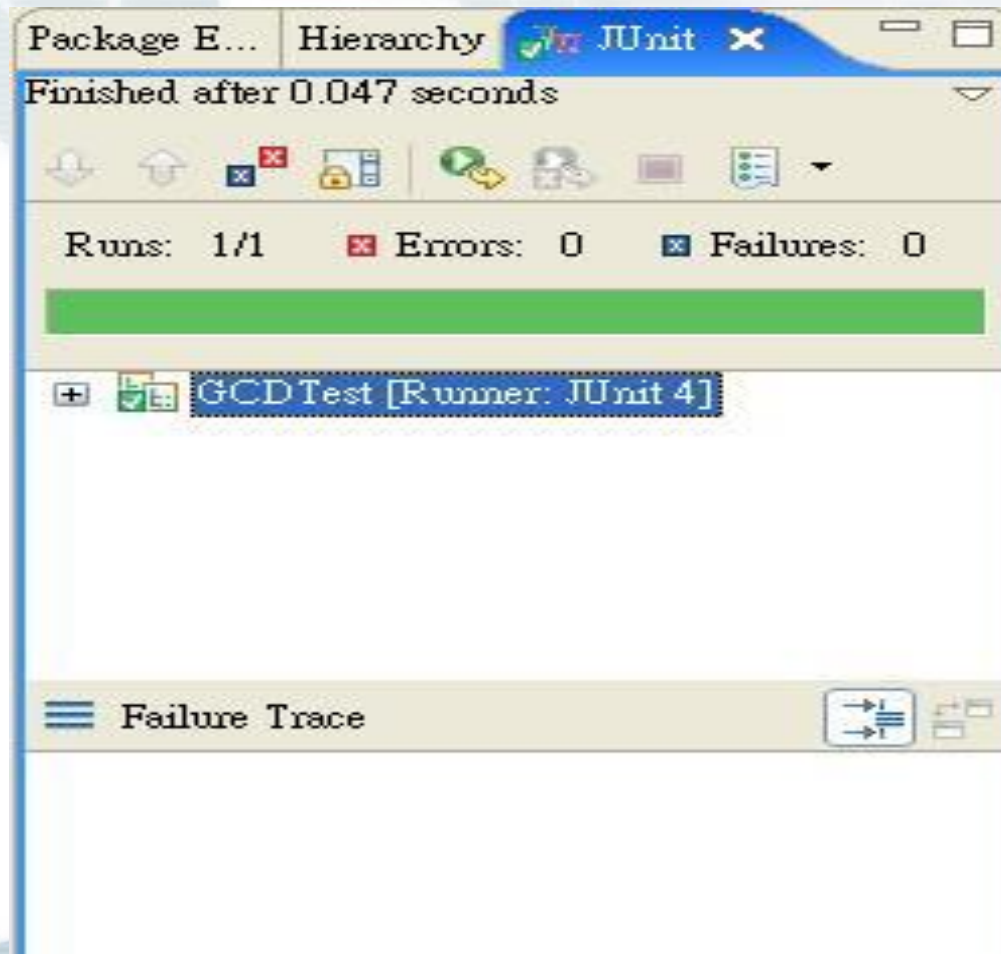 Package E... Hierarchy JUnit
Finished after 0.047 seconds
Runs: 1/1 Errors: 0 Failures: 0
GCDTest [Runner: JUnit 4]
Failure Trace